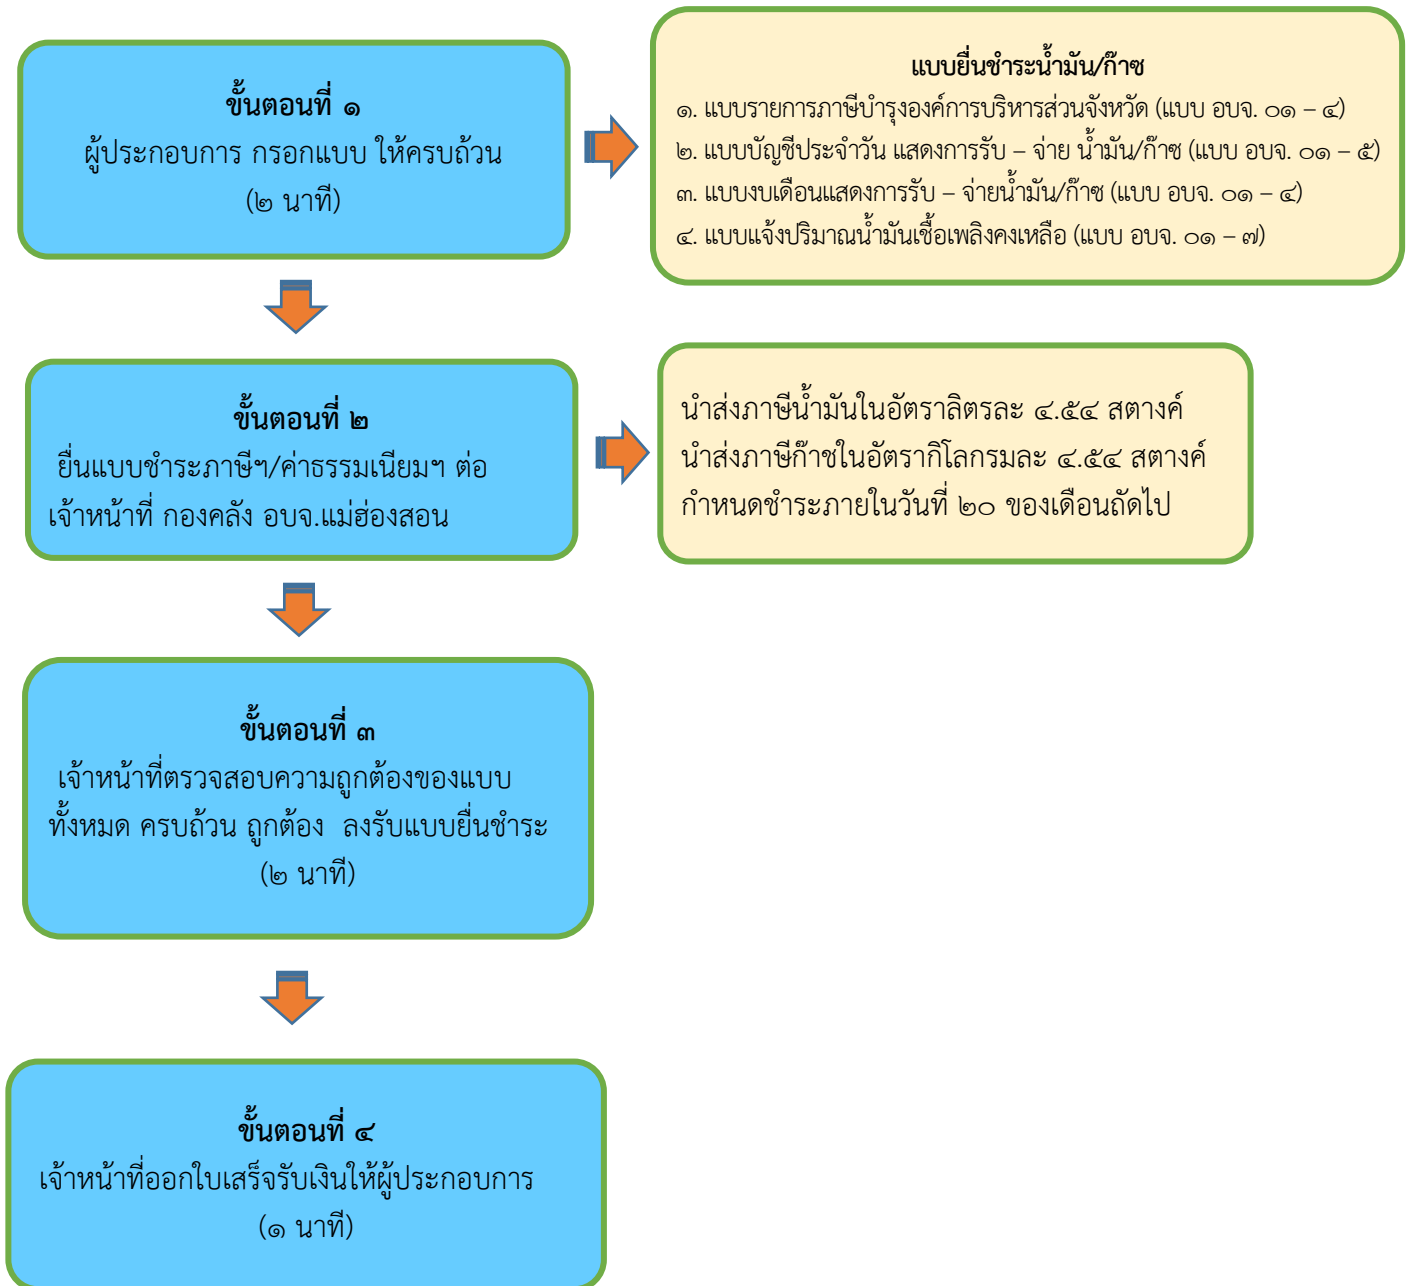 ขั้นตอนที่ ๑
ผู้ประกอบการ กรอกแบบ ให้ครบถ้วน
(๒ นาที)
แบบยื่นชำระน้ำมัน/ก๊าซ
๑. แบบรายการภาษีบำรุงองค์การบริหารส่วนจังหวัด (แบบ อบจ. ๐๑ – ๔)
๒. แบบบัญชีประจำวัน แสดงการรับ – จ่าย น้ำมัน/ก๊าซ (แบบ อบจ. ๐๑ – ๕)
๓. แบบงบเดือนแสดงการรับ – จ่ายน้ำมัน/ก๊าซ (แบบ อบจ. ๐๑ – ๔)
๔. แบบแจ้งปริมาณน้ำมันเชื้อเพลิงคงเหลือ (แบบ อบจ. ๐๑ – ๗)
ขั้นตอนที่ ๒
ยื่นแบบชำระภาษีฯ/ค่าธรรมเนียมฯ ต่อ
เจ้าหน้าที่ กองคลัง อบจ.แม่ฮ่องสอน
นำส่งภาษีน้ำมันในอัตราลิตรละ ๔.๕๔ สตางค์
นำส่งภาษีก๊าซในอัตรากิโลกรมละ ๔.๕๔ สตางค์
กำหนดชำระภายในวันที่ ๒๐ ของเดือนถัดไป
ขั้นตอนที่ ๓
เจ้าหน้าที่ตรวจสอบความถูกต้องของแบบ
ทั้งหมด ครบถ้วน ถูกต้อง  ลงรับแบบยื่นชำระ
(๒ นาที)
ขั้นตอนที่ ๔
เจ้าหน้าที่ออกใบเสร็จรับเงินให้ผู้ประกอบการ
(๑ นาที)